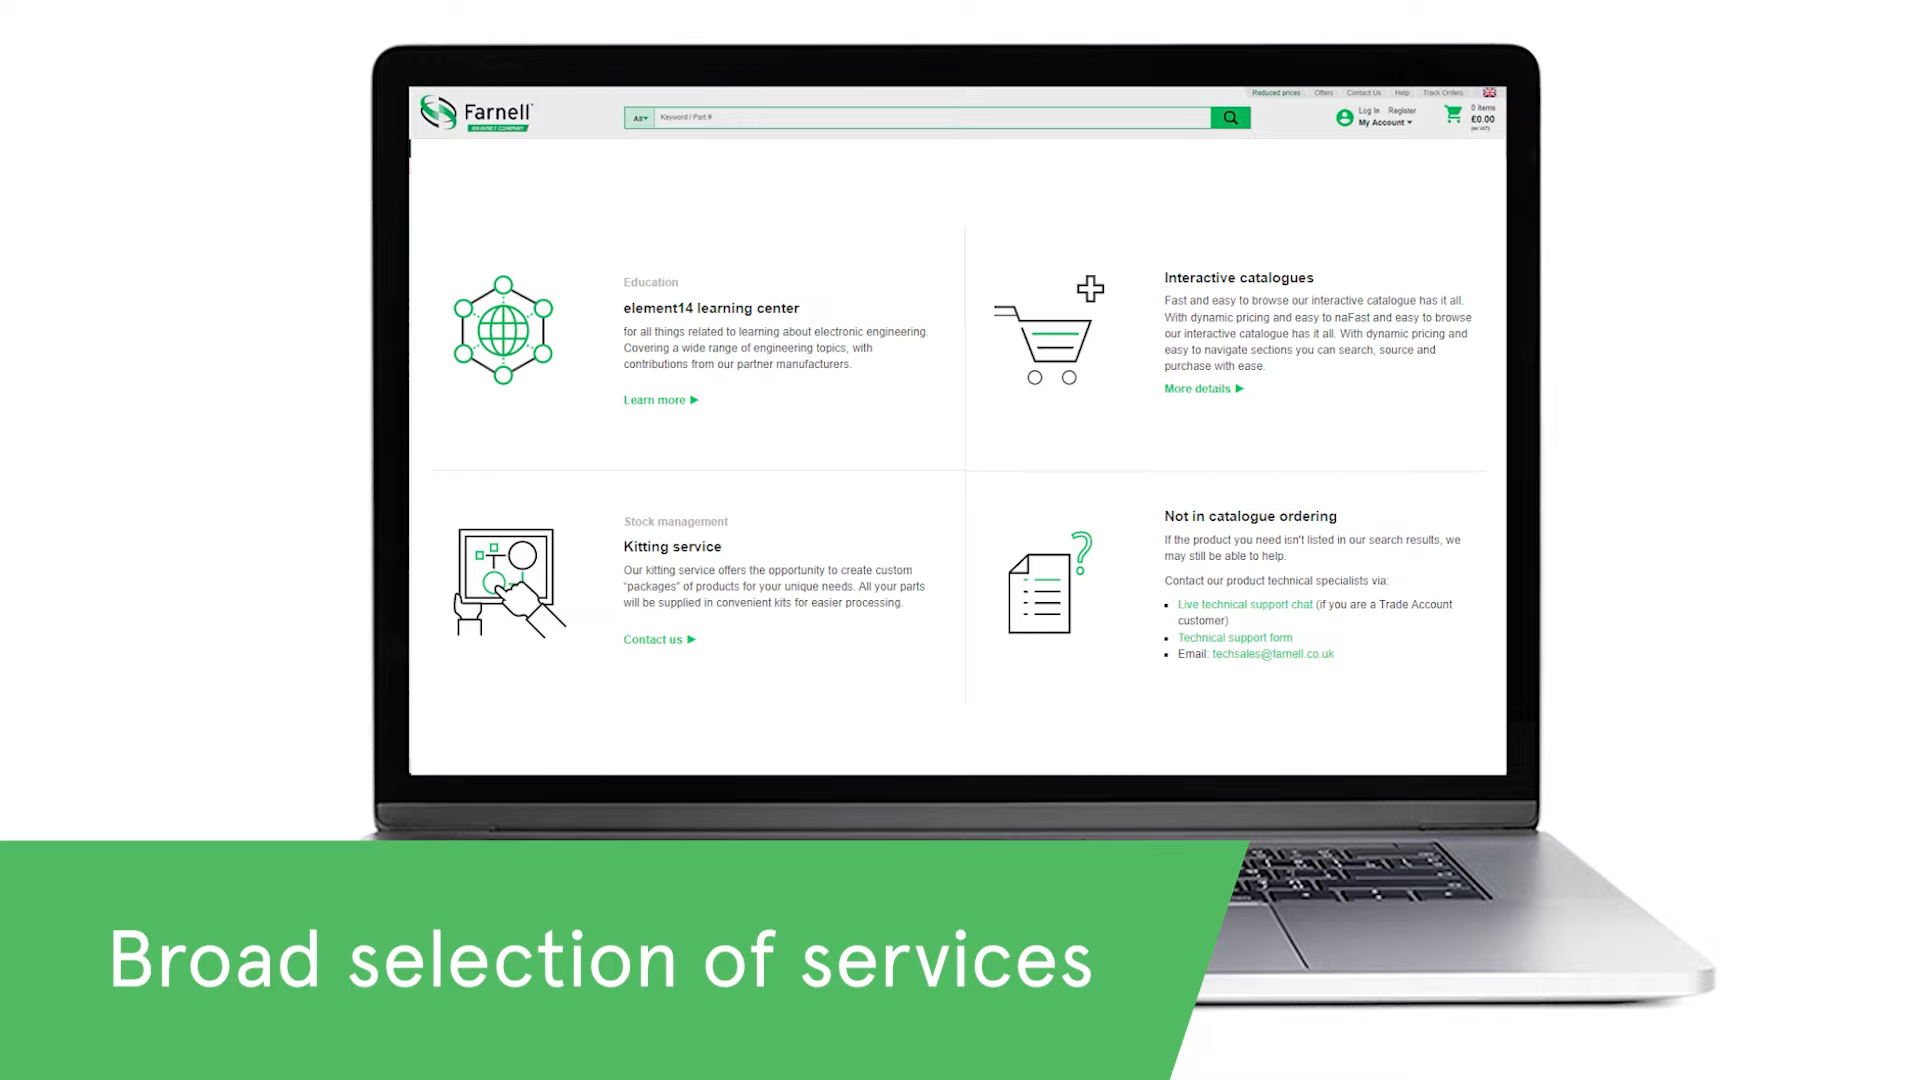 Reduced prices Offers Contact Us Help Track Orders
Farnell
AN AVNET COMPANY
All
Keyword / Part #
Log In Register
My Account
0 items
£0.00
(ex VAT)
Education
element14 learning center
for all things related to learning about electronic engineering.
Covering a wide range of engineering topics, with
contributions from our partner manufacturers.
Learn more
Interactive catalogues
Fast and easy to browse our interactive catalogue has it all.
With dynamic pricing and easy to naFast and easy to browse
our interactive catalogue has it all. With dynamic pricing and
easy to navigate sections you can search, source and
purchase with ease.
More details
Stock management
Kitting service
Our kitting service offers the opportunity to create custom
“packages” of products for your unique needs. All your parts
will be supplied in convenient kits for easier processing.
Contact us
Not in catalogue ordering
If the product you need isn't listed in our search results, we
may still be able to help.
Contact our product technical specialists via:
Live technical support chat (if you are a Trade Account
customer)
Technical support form
Email: techsales@farnell.co.uk
Broad selection of services